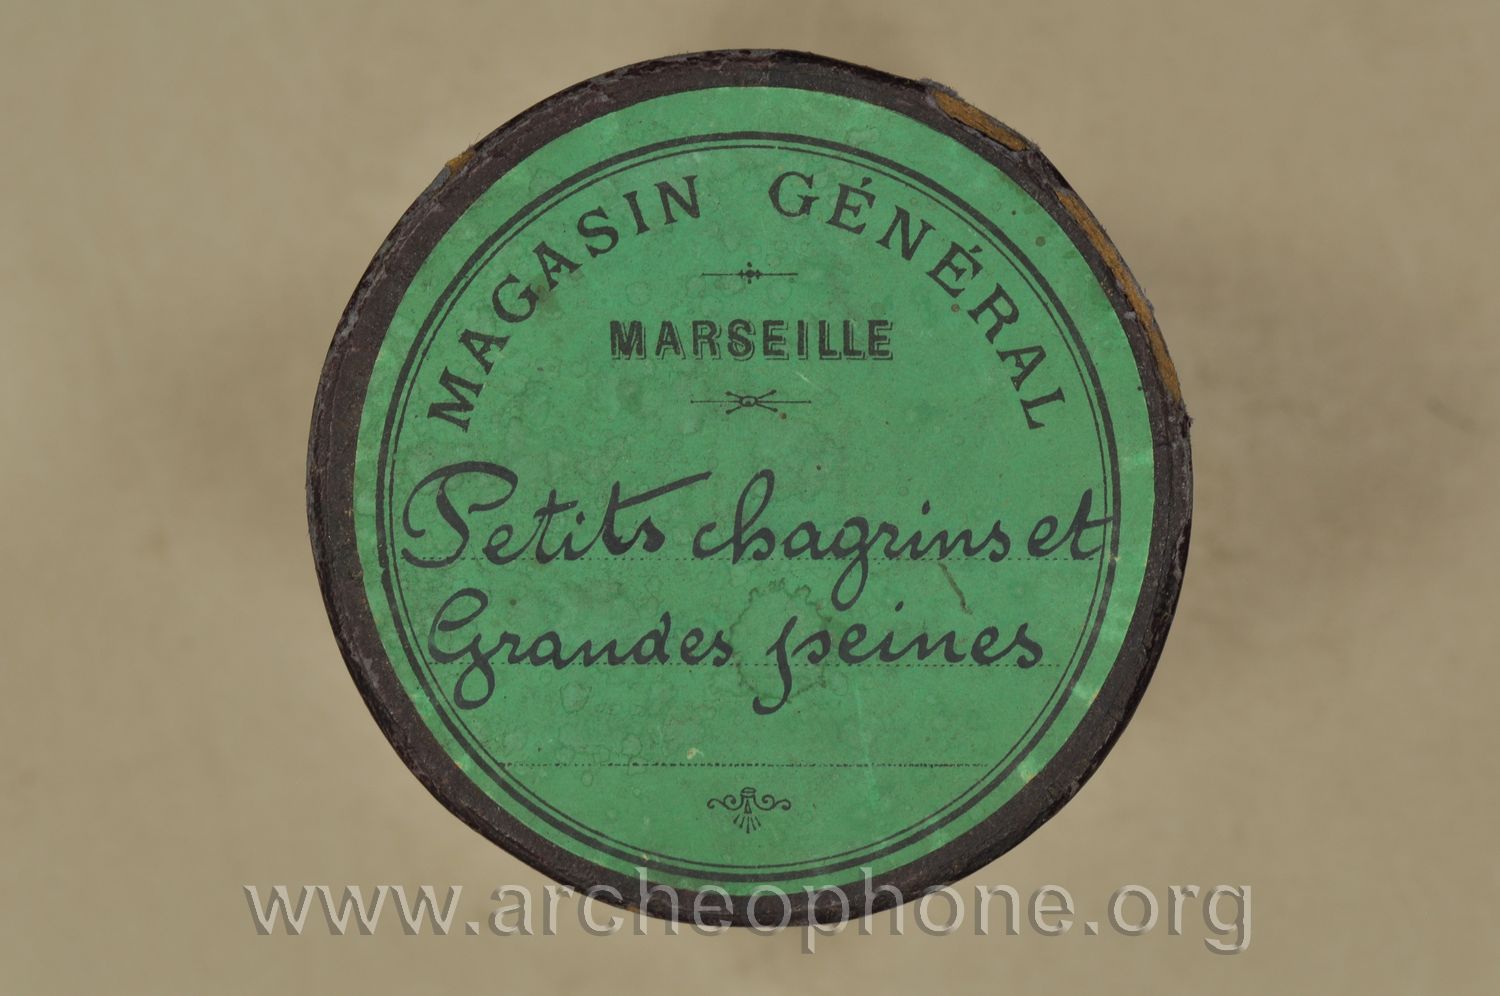 MAGASIN GÉNÉRAL
MARSEILLE
Petits chagrins et
Grandes peines
www.archeophone.org